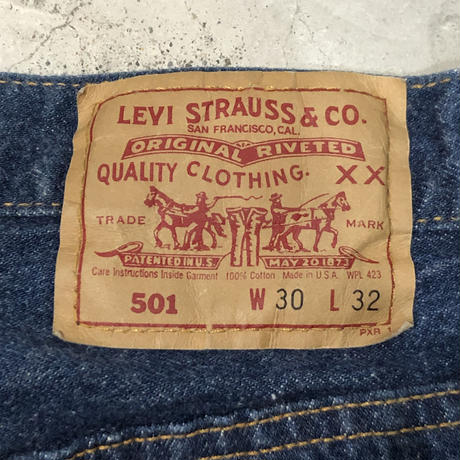 LEVI STRAUSS & CO.
SAN FRANCISCO, CAL.
ORIGINAL RIVETED
QUALITY CLOTHING. XX
TRADE MARK
PATENTED IN U.S. MAY 20 1873
Care Instructions Inside Garment 100% Cotton Made in U.S.A. WPL 423
501 W 30 L 32
PXR 1